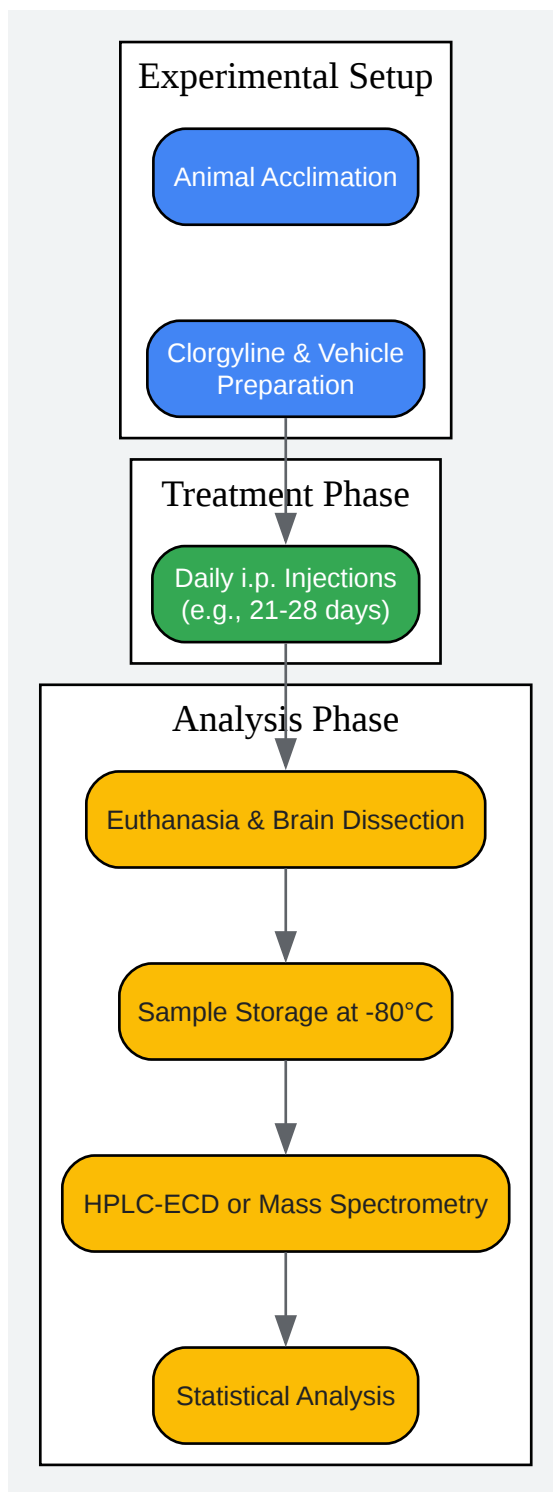 Experimental Setup
Animal Acclimation
Clorgyline & Vehicle
Preparation
Treatment Phase
Daily i.p. Injections
(e.g., 21-28 days)
Analysis Phase
Euthanasia & Brain Dissection
Sample Storage at -80°C
HPLC-ECD or Mass Spectrometry
Statistical Analysis